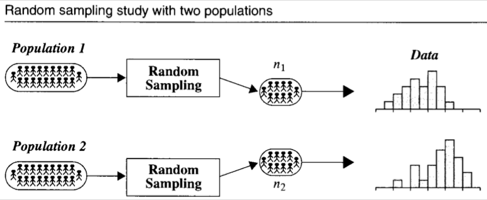 Random sampling study with two populations
Population 1
Random
Sampling
n1
Data
Population 2
Random
Sampling
n2